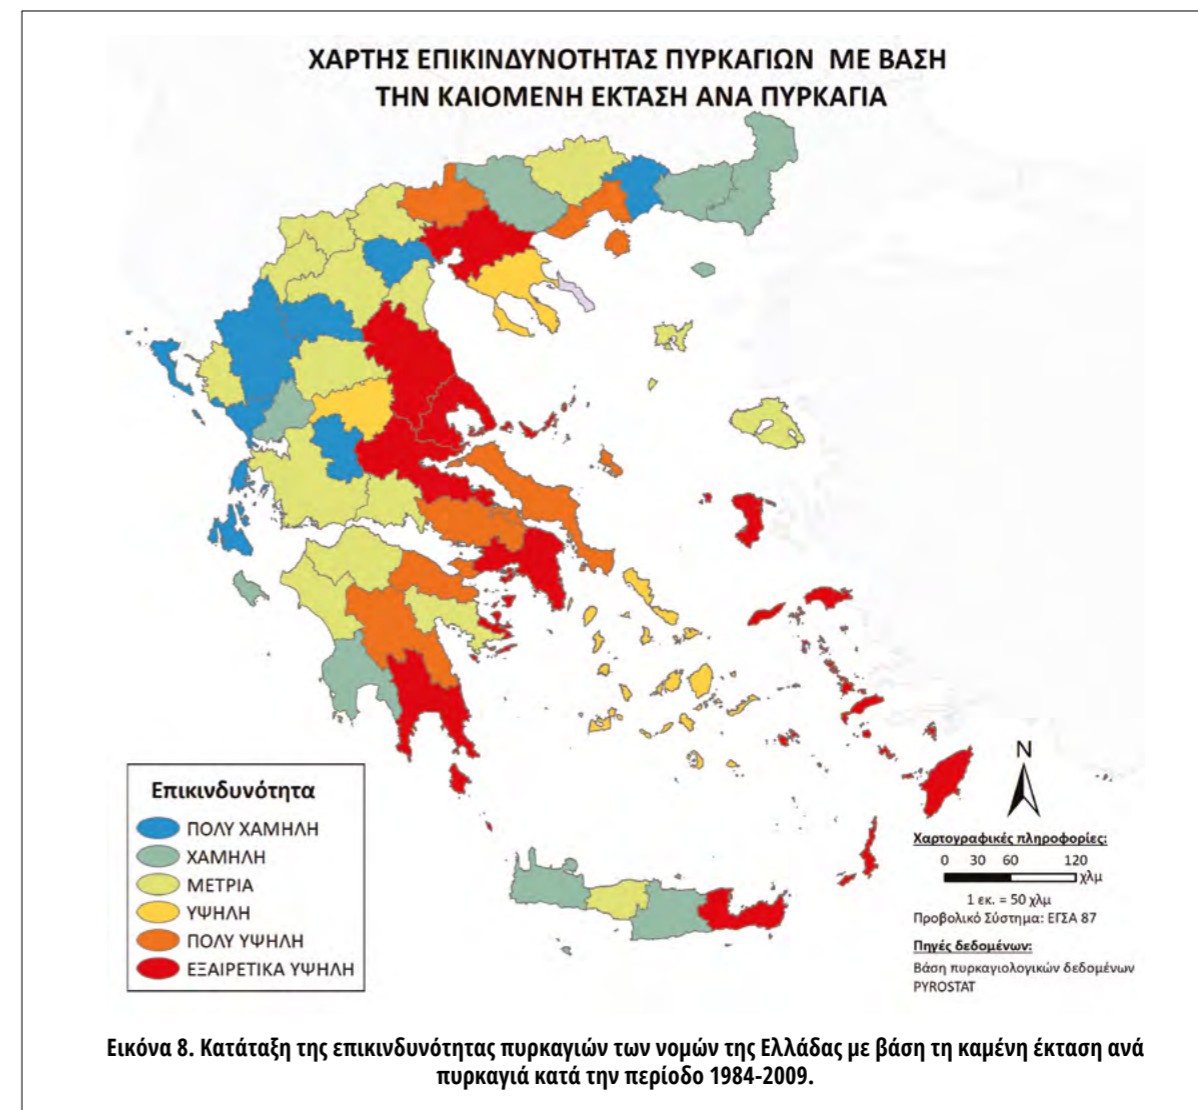 ΧΑΡΤΗΣ ΕΠΙΚΙΝΔΥΝΟΤΗΤΑΣ ΠΥΡΚΑΓΙΩΝ ΜΕ ΒΑΣΗ
ΤΗΝ ΚΑΙΟΜΕΝΗ ΕΚΤΑΣΗ ΑΝΑ ΠΥΡΚΑΓΙΑ
Επικινδυνότητα
ΠΟΛΥ ΧΑΜΗΛΗ
ΧΑΜΗΛΗ
ΜΕΤΡΙΑ
ΥΨΗΛΗ
ΠΟΛΥ ΥΨΗΛΗ
ΕΞΑΙΡΕΤΙΚΑ ΥΨΗΛΗ
N
Χαρτογραφικές πληροφορίες:
0 30 60 120
χλμ
1 εκ. = 50 χλμ
Προβολικό Σύστημα: ΕΓΣΑ 87
Πηγές δεδομένων:
Βάση πυρκαγιολογικών δεδομένων
PYROSTAT
Εικόνα 8. Κατάταξη της επικινδυνότητας πυρκαγιών των νομών της Ελλάδας με βάση τη καμένη έκταση ανά
πυρκαγιά κατά την περίοδο 1984-2009.